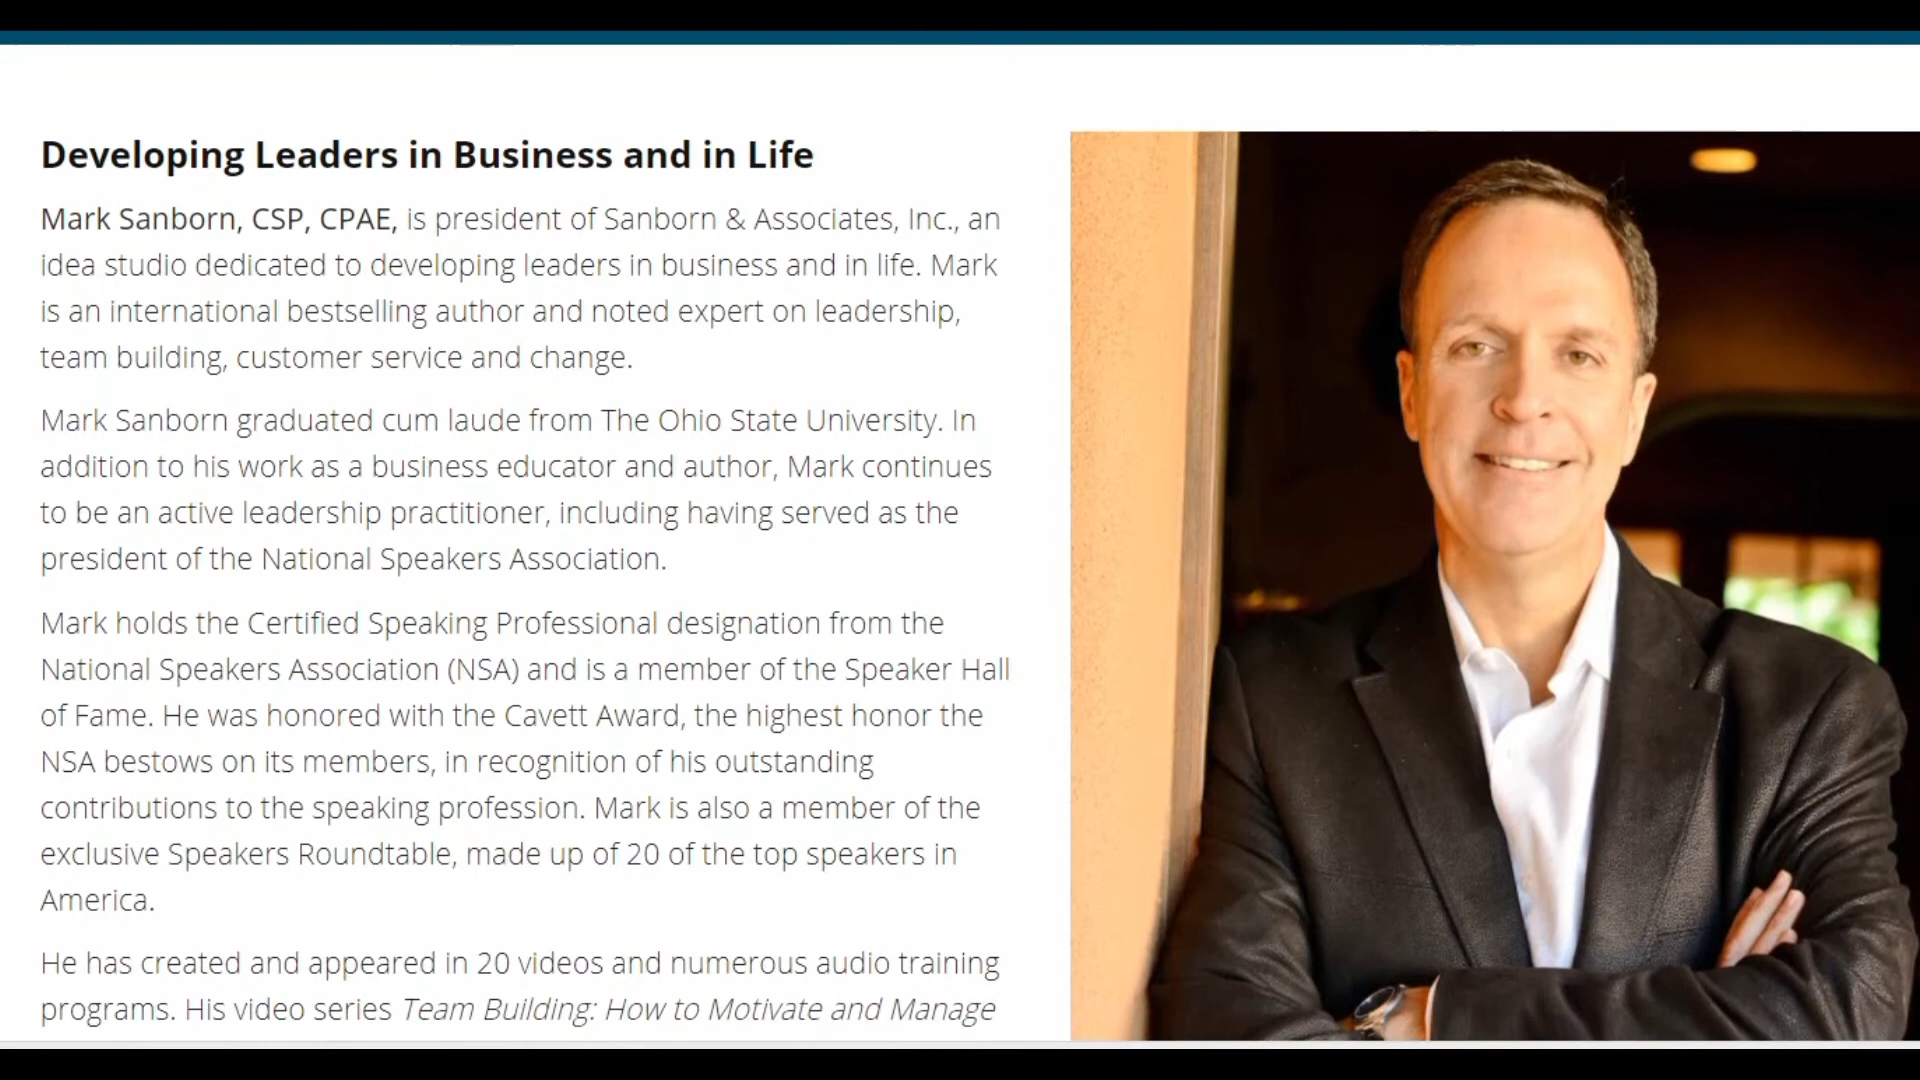 Developing Leaders in Business and in Life
Mark Sanborn, CSP, CPAE, is president of Sanborn & Associates, Inc., an
idea studio dedicated to developing leaders in business and in life. Mark
is an international bestselling author and noted expert on leadership,
team building, customer service and change.
Mark Sanborn graduated cum laude from The Ohio State University. In
addition to his work as a business educator and author, Mark continues
to be an active leadership practitioner, including having served as the
president of the National Speakers Association.
Mark holds the Certified Speaking Professional designation from the
National Speakers Association (NSA) and is a member of the Speaker Hall
of Fame. He was honored with the Cavett Award, the highest honor the
NSA bestows on its members, in recognition of his outstanding
contributions to the speaking profession. Mark is also a member of the
exclusive Speakers Roundtable, made up of 20 of the top speakers in
America.
He has created and appeared in 20 videos and numerous audio training
programs. His video series Team Building: How to Motivate and Manage